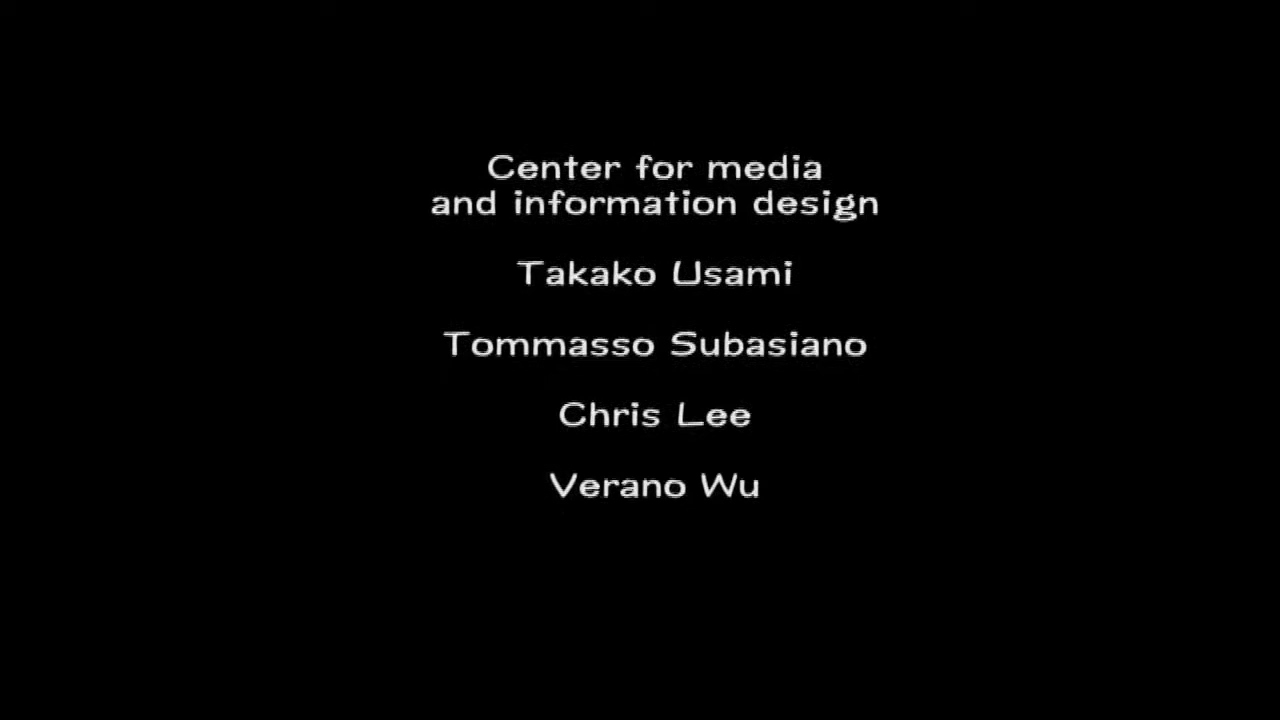 Center for media
and information design
Takako Usami
Tommasso Subasiano
Chris Lee
Verano Wu